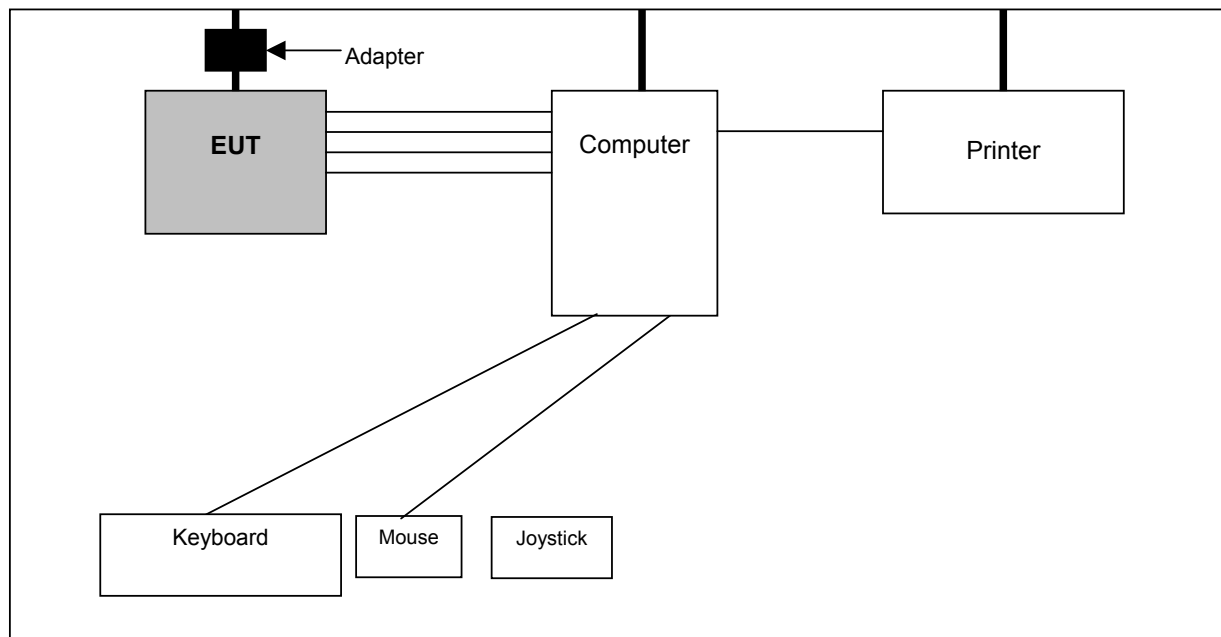 Adapter
EUT
Computer
Printer
Keyboard
Mouse
Joystick